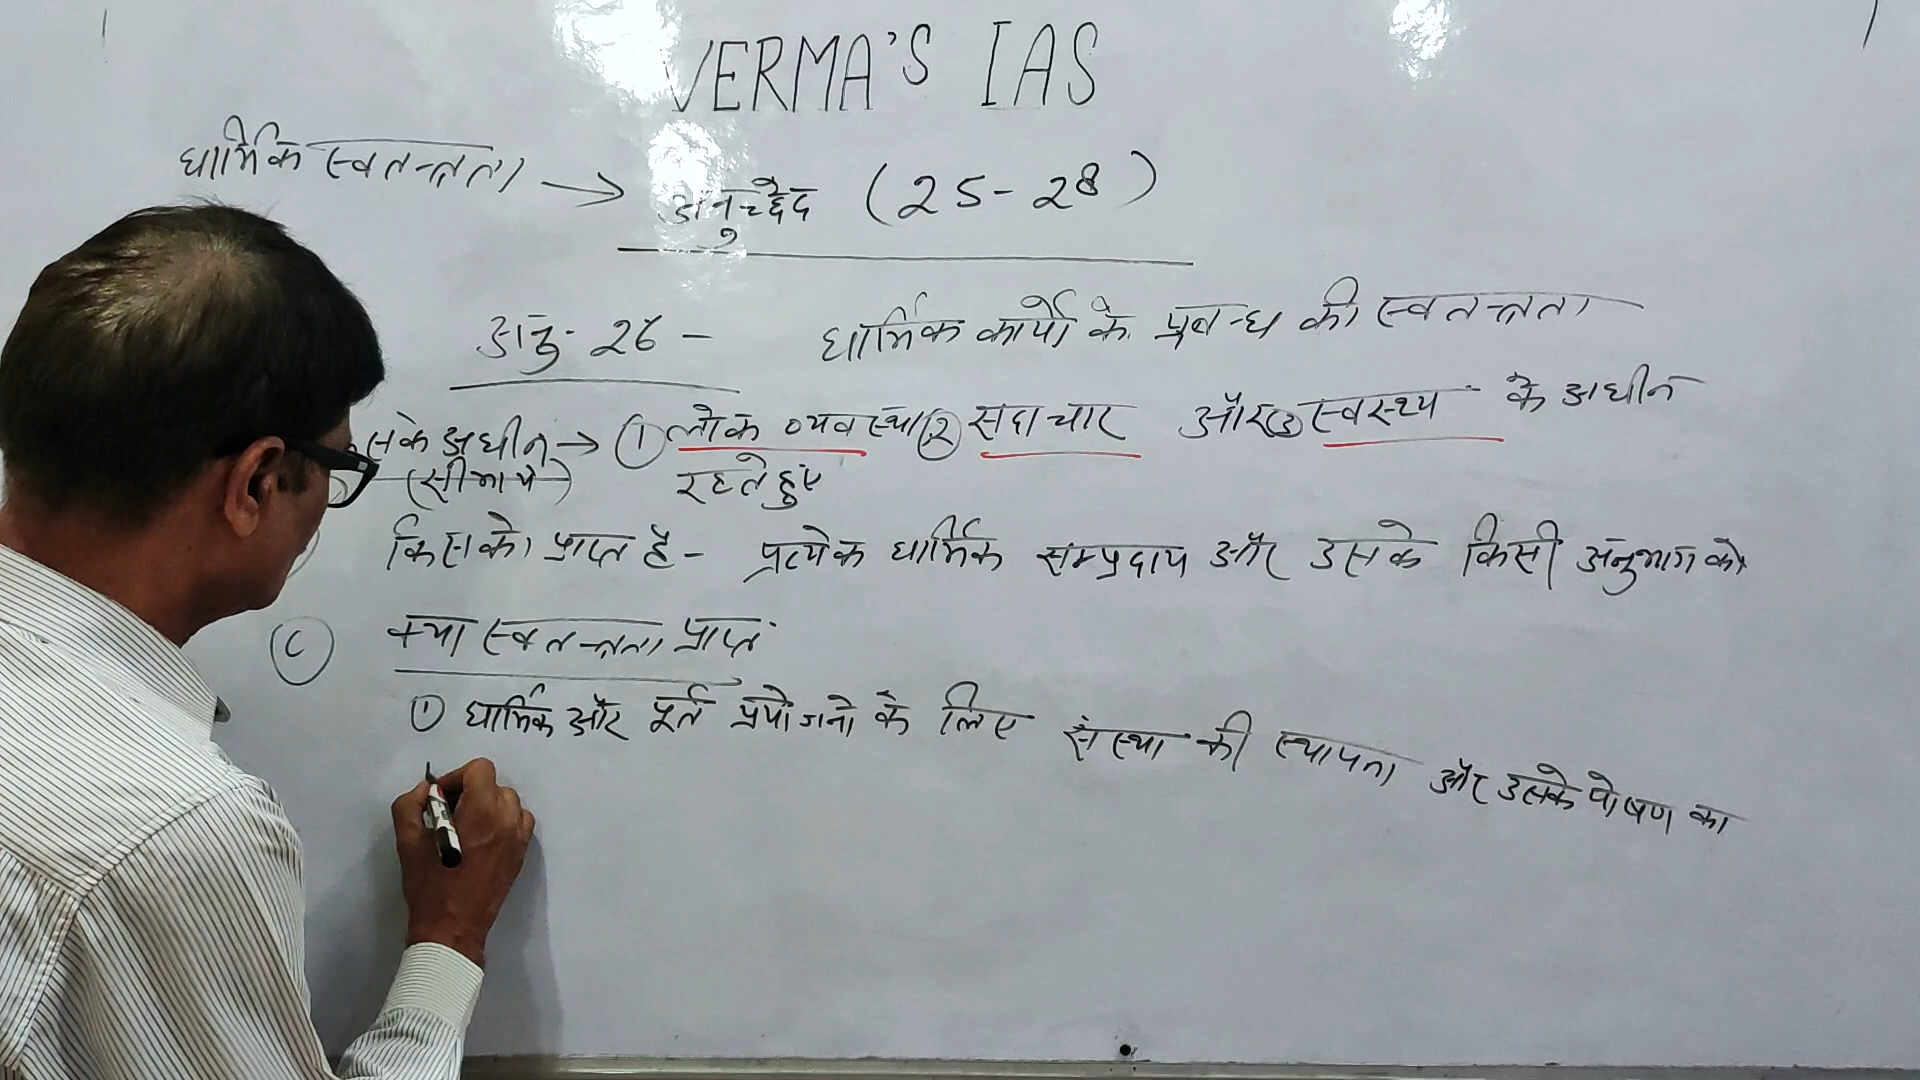 VERMA'S IAS
धार्मिक स्वतन्त्रता → अनुच्छेद (25-28)
अनु- 26 - धार्मिक कार्यो के प्रबन्ध की स्वतन्त्रता
सके अधीन → ① लोक व्यवस्था ② सदाचार और ③ स्वस्थ्य के अधीन
(सीमाये) रहते हुए
किसको प्राप्त है - प्रत्येक धार्मिक सम्प्रदाय और उसके किसी अनुभाग को
C क्या स्वतन्त्रता प्राप्त
① धार्मिक और पूर्त प्रयोजनो के लिए संस्था की स्थापना और उसके पोषण का